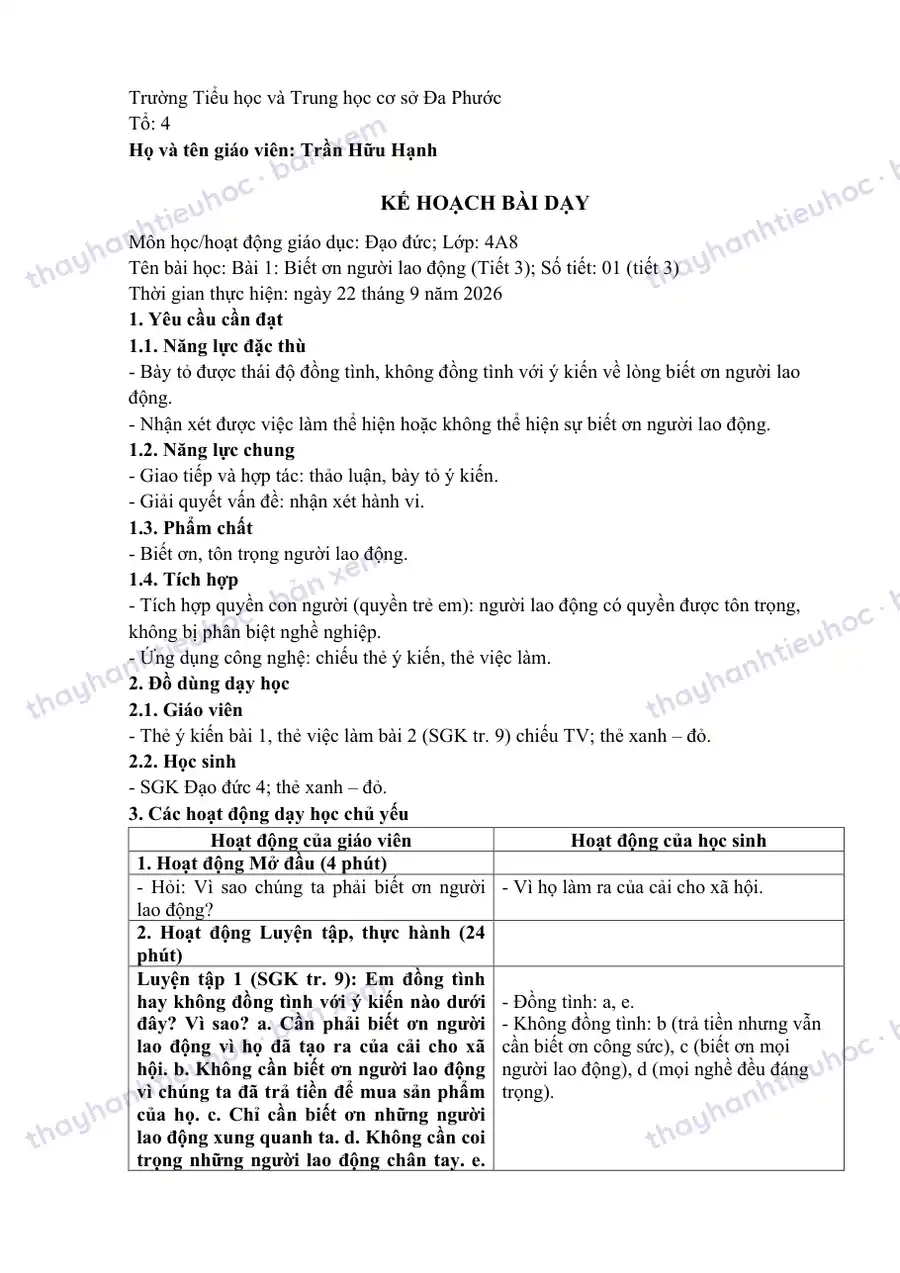 Trường Tiểu học và Trung học cơ sở Đa Phước
Tổ: 4
Họ và tên giáo viên: Trần Hữu Hạnh
KẾ HOẠCH BÀI DẠY
Môn học/hoạt động giáo dục: Đạo đức; Lớp: 4A8
Tên bài học: Bài 1: Biết ơn người lao động (Tiết 3); Số tiết: 01 (tiết 3)
Thời gian thực hiện: ngày 22 tháng 9 năm 2026
1. Yêu cầu cần đạt
1.1. Năng lực đặc thù
- Bày tỏ được thái độ đồng tình, không đồng tình với ý kiến về lòng biết ơn người lao
động.
- Nhận xét được việc làm thể hiện hoặc không thể hiện sự biết ơn người lao động.
1.2. Năng lực chung
- Giao tiếp và hợp tác: thảo luận, bày tỏ ý kiến.
- Giải quyết vấn đề: nhận xét hành vi.
1.3. Phẩm chất
- Biết ơn, tôn trọng người lao động.
1.4. Tích hợp
- Tích hợp quyền con người (quyền trẻ em): người lao động có quyền được tôn trọng,
không bị phân biệt nghề nghiệp.
- Ứng dụng công nghệ: chiếu thẻ ý kiến, thẻ việc làm.
2. Đồ dùng dạy học
2.1. Giáo viên
- Thẻ ý kiến bài 1, thẻ việc làm bài 2 (SGK tr. 9) chiếu TV; thẻ xanh – đỏ.
2.2. Học sinh
- SGK Đạo đức 4; thẻ xanh – đỏ.
3. Các hoạt động dạy học chủ yếu
Hoạt động của giáo viên
Hoạt động của học sinh
1. Hoạt động Mở đầu (4 phút)
- Hỏi: Vì sao chúng ta phải biết ơn người
lao động?
- Vì họ làm ra của cải cho xã hội.
2. Hoạt động Luyện tập, thực hành (24
phút)
Luyện tập 1 (SGK tr. 9): Em đồng tình
hay không đồng tình với ý kiến nào dưới
đây? Vì sao? a. Cần phải biết ơn người
lao động vì họ đã tạo ra của cải cho xã
hội. b. Không cần biết ơn người lao động
vì chúng ta đã trả tiền để mua sản phẩm
của họ. c. Chỉ cần biết ơn những người
lao động xung quanh ta. d. Không cần coi
trọng những người lao động chân tay. e.
- Đồng tình: a, e.
- Không đồng tình: b (trả tiền nhưng vẫn
cần biết ơn công sức), c (biết ơn mọi
người lao động), d (mọi nghề đều đáng
trọng).
thayhanhtieuhoc · bản xem
thayhanhtieuhoc · b
thayhanhtieuhoc · bản xem
thayhanhtieuhoc · b
thayhanhtieuhoc · bản xem
thayhanhtieuhoc · b